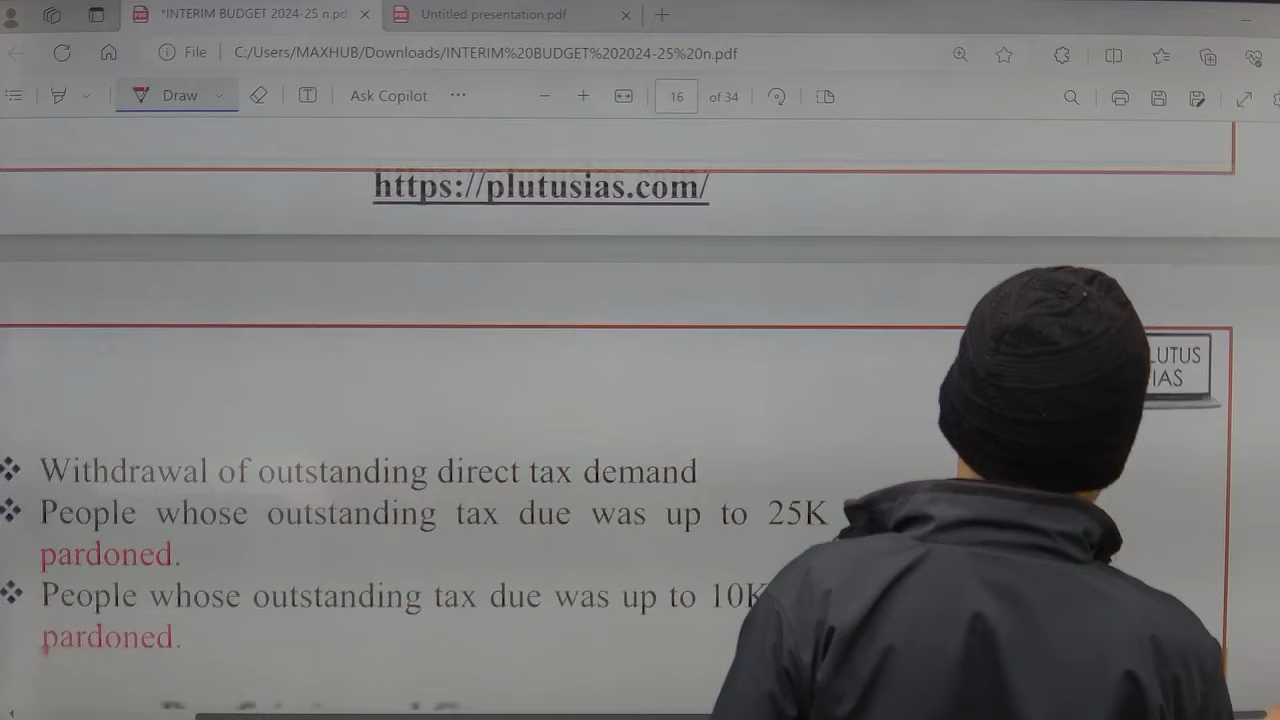 *INTERIM BUDGET 2024-25 n.pd
Untitled presentation.pdf
File
C:/Users/MAXHUB/Downloads/INTERIM%20BUDGET%202024-25%20n.pdf
Draw
Ask Copilot
16 of 34
https://plutusias.com/
LUTUS
IAS
Withdrawal of outstanding direct tax demand
People whose outstanding tax due was up to 25K
pardoned.
People whose outstanding tax due was up to 10K
pardoned.